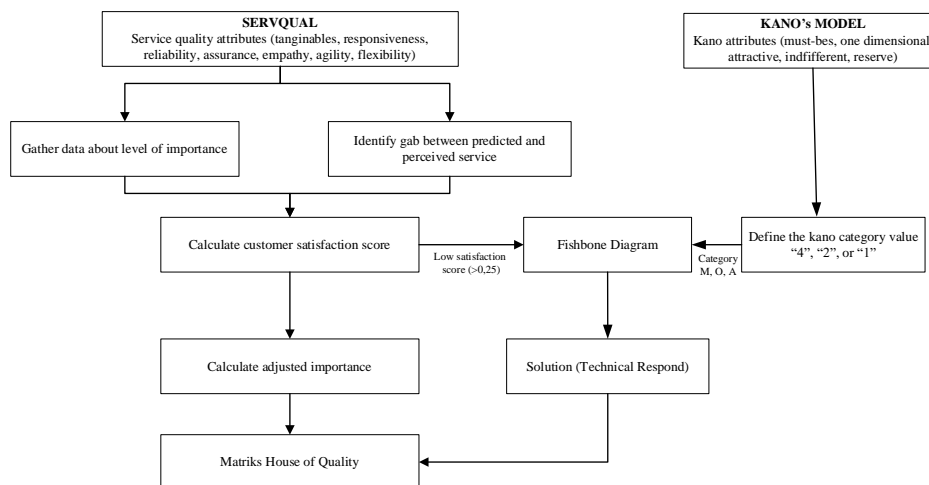 SERVQUAL
Service quality attributes (tanginables, responsiveness,
reliability, assurance, empathy, agility, flexibility)
KANO's MODEL
Kano attributes (must-bes, one dimensional,
attractive, indfifferent, reserve)
Gather data about level of importance
Identify gab between predicted and
perceived service
Calculate customer satisfaction score
Low satisfaction
score (>0,25)
Fishbone Diagram
Category
M, O, A
Define the kano category value
“4”, “2”, or “1”
Calculate adjusted importance
Solution (Technical Respond)
Matriks House of Quality